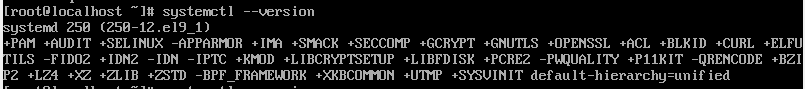 [root@localhost ~]# systemctl --version
systemd 250 (250-12.el9_1)
+PAM +AUDIT +SELINUX -APPARMOR +IMA +SMACK +SECCOMP +GCRYPT +GNUTLS +OPENSSL +ACL +BLKID +CURL +ELFU
TILS -FIDO2 +IDN2 -IDN -IPTC +KMOD +LIBCRYPTSETUP +LIBFDISK +PCRE2 -PWQUALITY +P11KIT -QRENCODE +BZI
P2 +LZ4 +XZ +ZLIB +ZSTD -BPF_FRAMEWORK +XKBCOMMON +UTMP +SYSVINIT default-hierarchy=unified